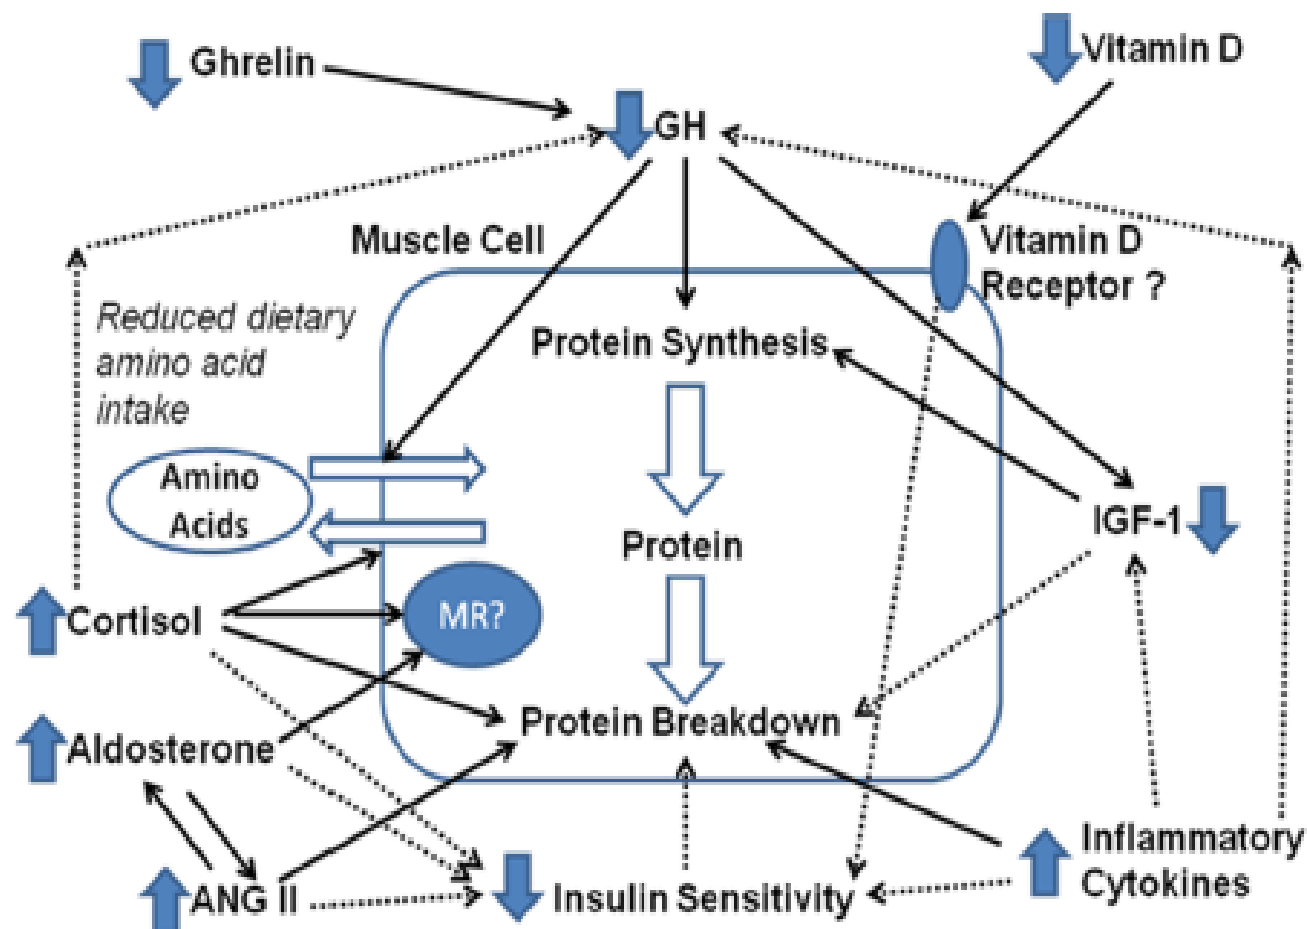 Ghrelin
Vitamin D
GH
Muscle Cell
Vitamin D
Receptor ?
Reduced dietary
amino acid
intake
Protein Synthesis
Amino
Acids
IGF-1
Protein
MR?
Cortisol
Protein Breakdown
Aldosterone
Inflammatory
Cytokines
ANG II
Insulin Sensitivity